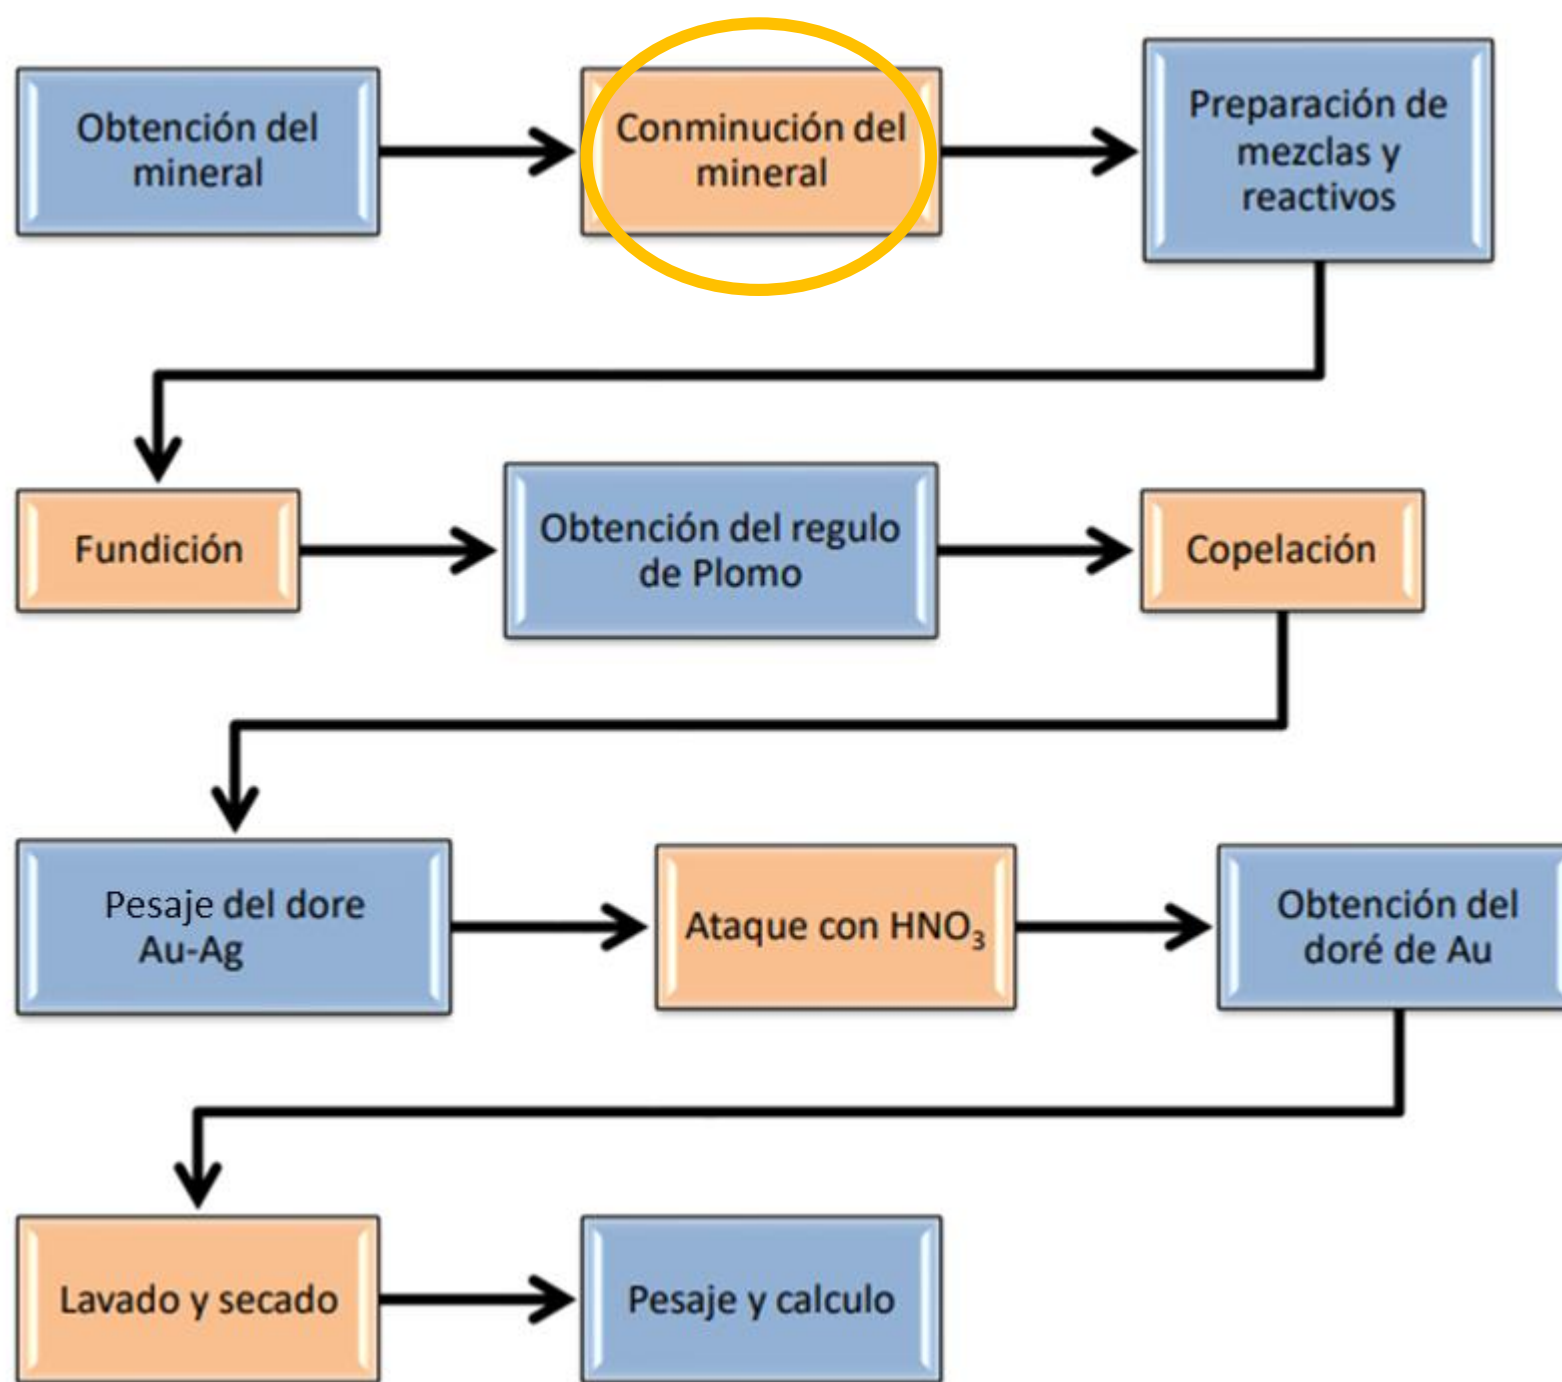 Obtención del
mineral
Conminución del
mineral
Preparación de
mezclas y
reactivos
Fundición
Obtención del regulo
de Plomo
Copelación
Pesaje del dore
Au-Ag
Ataque con HNO₃
Obtención del
doré de Au
Lavado y secado
Pesaje y calculo